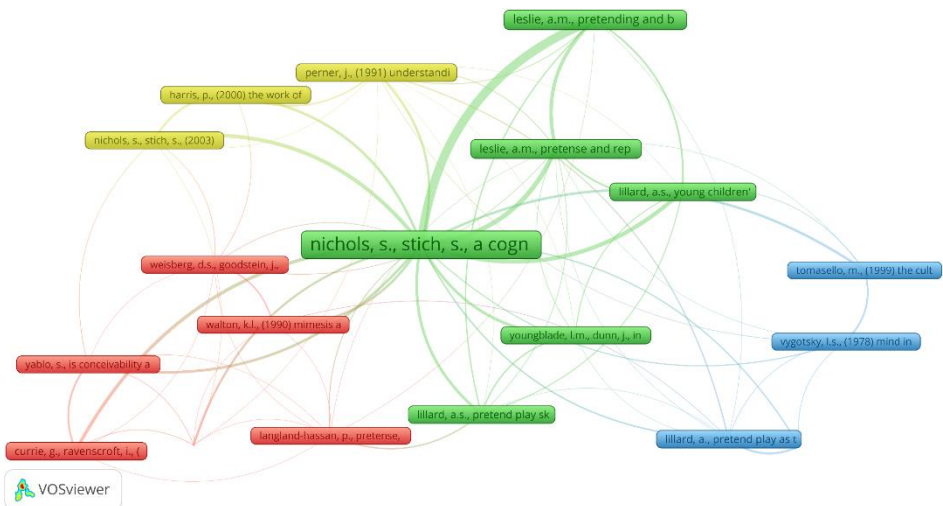 leslie, a.m., pretending and b
perner, j., (1991) understandi
harris, p., (2000) the work of
nichols, s., stich, s., (2003)
leslie, a.m., pretense and rep
lillard, a.s., young children'
nichols, s., stich, s., a cogn
weisberg, d.s., goodstein, j.,
tomasello, m., (1999) the cult
walton, k.l., (1990) mimesis a
youngblade, l.m., dunn, j., in
vygotsky, l.s., (1978) mind in
yablo, s., is conceivability a
lillard, a.s., pretend play sk
langland-hassan, p., pretense,
lillard, a., pretend play as t
currie, g., ravenscroft, i., (
VOSviewer